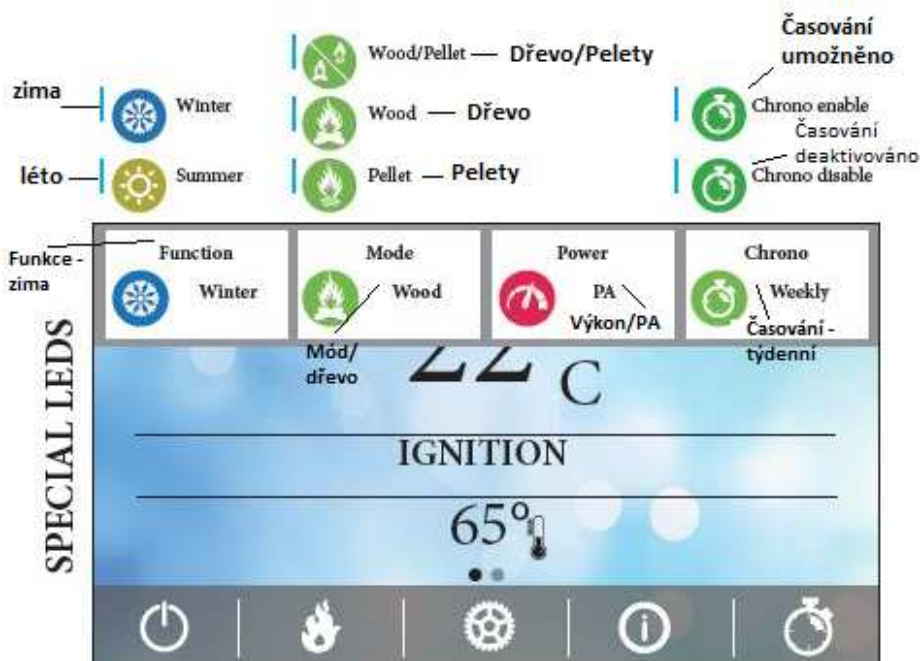 Wood/Pellet — Dřevo/Pelety
Časování
umožněno
zima
Winter
Wood — Dřevo
Chrono enable
Časování
deaktivováno
léto
Summer
Pellet — Pelety
Chrono disable
Funkce -
zima
Function
Winter
Mode
Wood
Power
PA
Výkon/PA
Chrono
Weekly
Časování -
týdenní
Mód/
dřevo
22 C
IGNITION
65°
SPECIAL LEDS